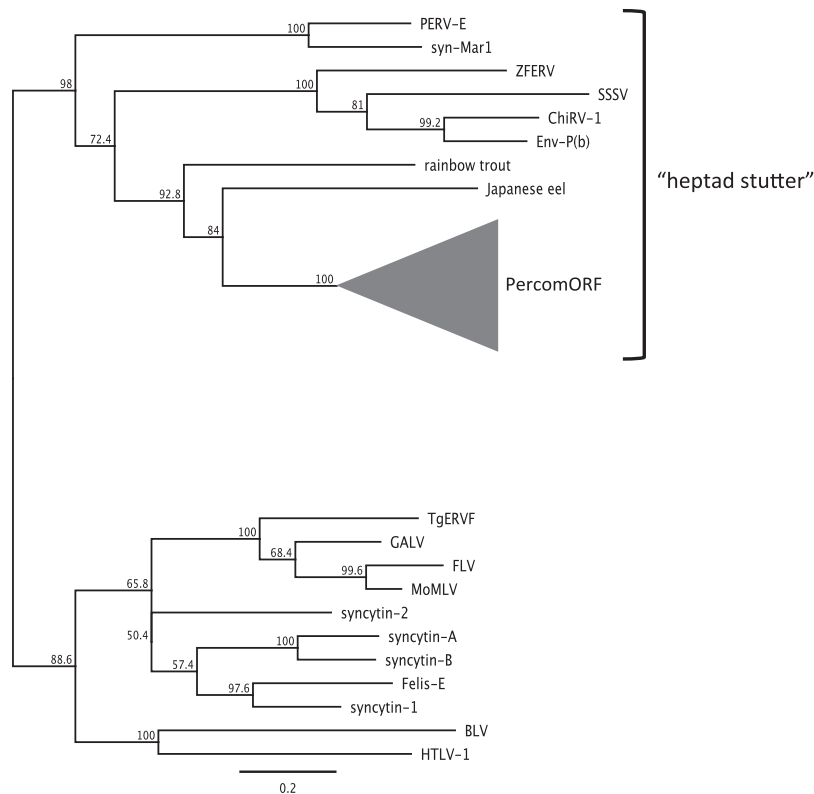 100
PERV-E
syn-Mar1
98
100
ZFERV
81
SSSV
99.2
ChiRV-1
Env-P(b)
72.4
92.8
rainbow trout
84
Japanese eel
“heptad stutter”
100
PercomORF
100
TgERVF
68.4
GALV
99.6
FLV
MoMLV
65.8
syncytin-2
50.4
100
syncytin-A
syncytin-B
57.4
97.6
Felis-E
syncytin-1
88.6
100
BLV
HTLV-1
0.2